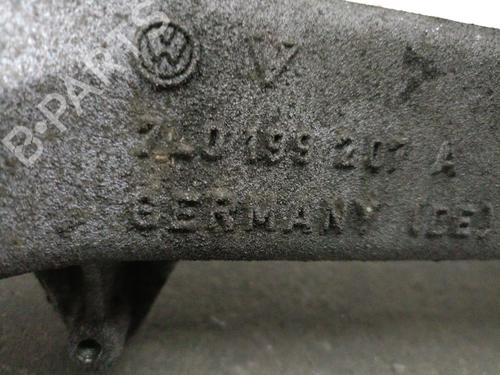 B-PARTS
7L0 199 207 A
GERMANY (DE)